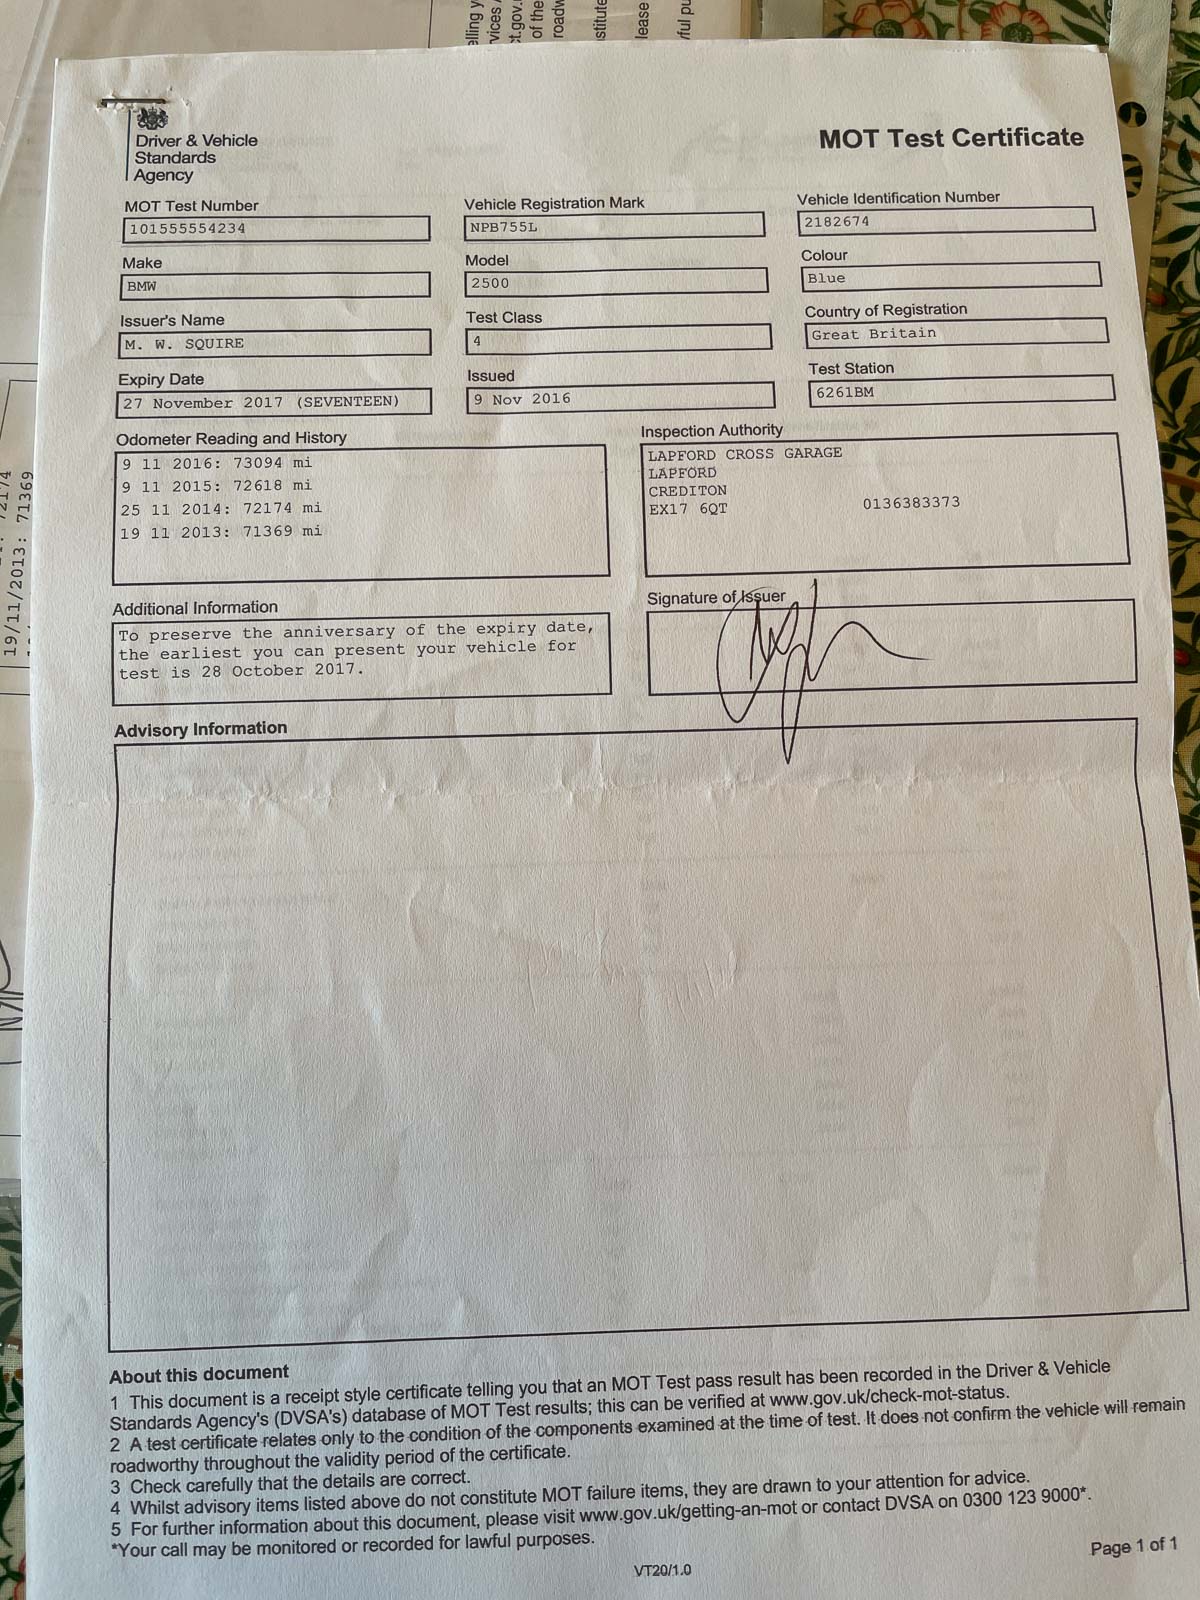 Driver & Vehicle
Standards
Agency
MOT Test Certificate
MOT Test Number
101555554234
Vehicle Registration Mark
NPB755L
Vehicle Identification Number
2182674
Make
BMW
Model
2500
Colour
Blue
Issuer's Name
M. W. SQUIRE
Test Class
4
Country of Registration
Great Britain
Expiry Date
27 November 2017 (SEVENTEEN)
Issued
9 Nov 2016
Test Station
6261BM
Odometer Reading and History
9 11 2016: 73094 mi
9 11 2015: 72618 mi
25 11 2014: 72174 mi
19 11 2013: 71369 mi
Inspection Authority
LAPFORD CROSS GARAGE
LAPFORD
CREDITON
EX17 6QT 0136383373
Additional Information
To preserve the anniversary of the expiry date,
the earliest you can present your vehicle for
test is 28 October 2017.
Signature of Issuer
Advisory Information
About this document
1 This document is a receipt style certificate telling you that an MOT Test pass result has been recorded in the Driver & Vehicle
Standards Agency's (DVSA's) database of MOT Test results; this can be verified at www.gov.uk/check-mot-status.
2 A test certificate relates only to the condition of the components examined at the time of test. It does not confirm the vehicle will remain
roadworthy throughout the validity period of the certificate.
3 Check carefully that the details are correct.
4 Whilst advisory items listed above do not constitute MOT failure items, they are drawn to your attention for advice.
5 For further information about this document, please visit www.gov.uk/getting-an-mot or contact DVSA on 0300 123 9000*.
*Your call may be monitored or recorded for lawful purposes.
Page 1 of 1
VT20/1.0
19/11/2013: 71369
72174
of the